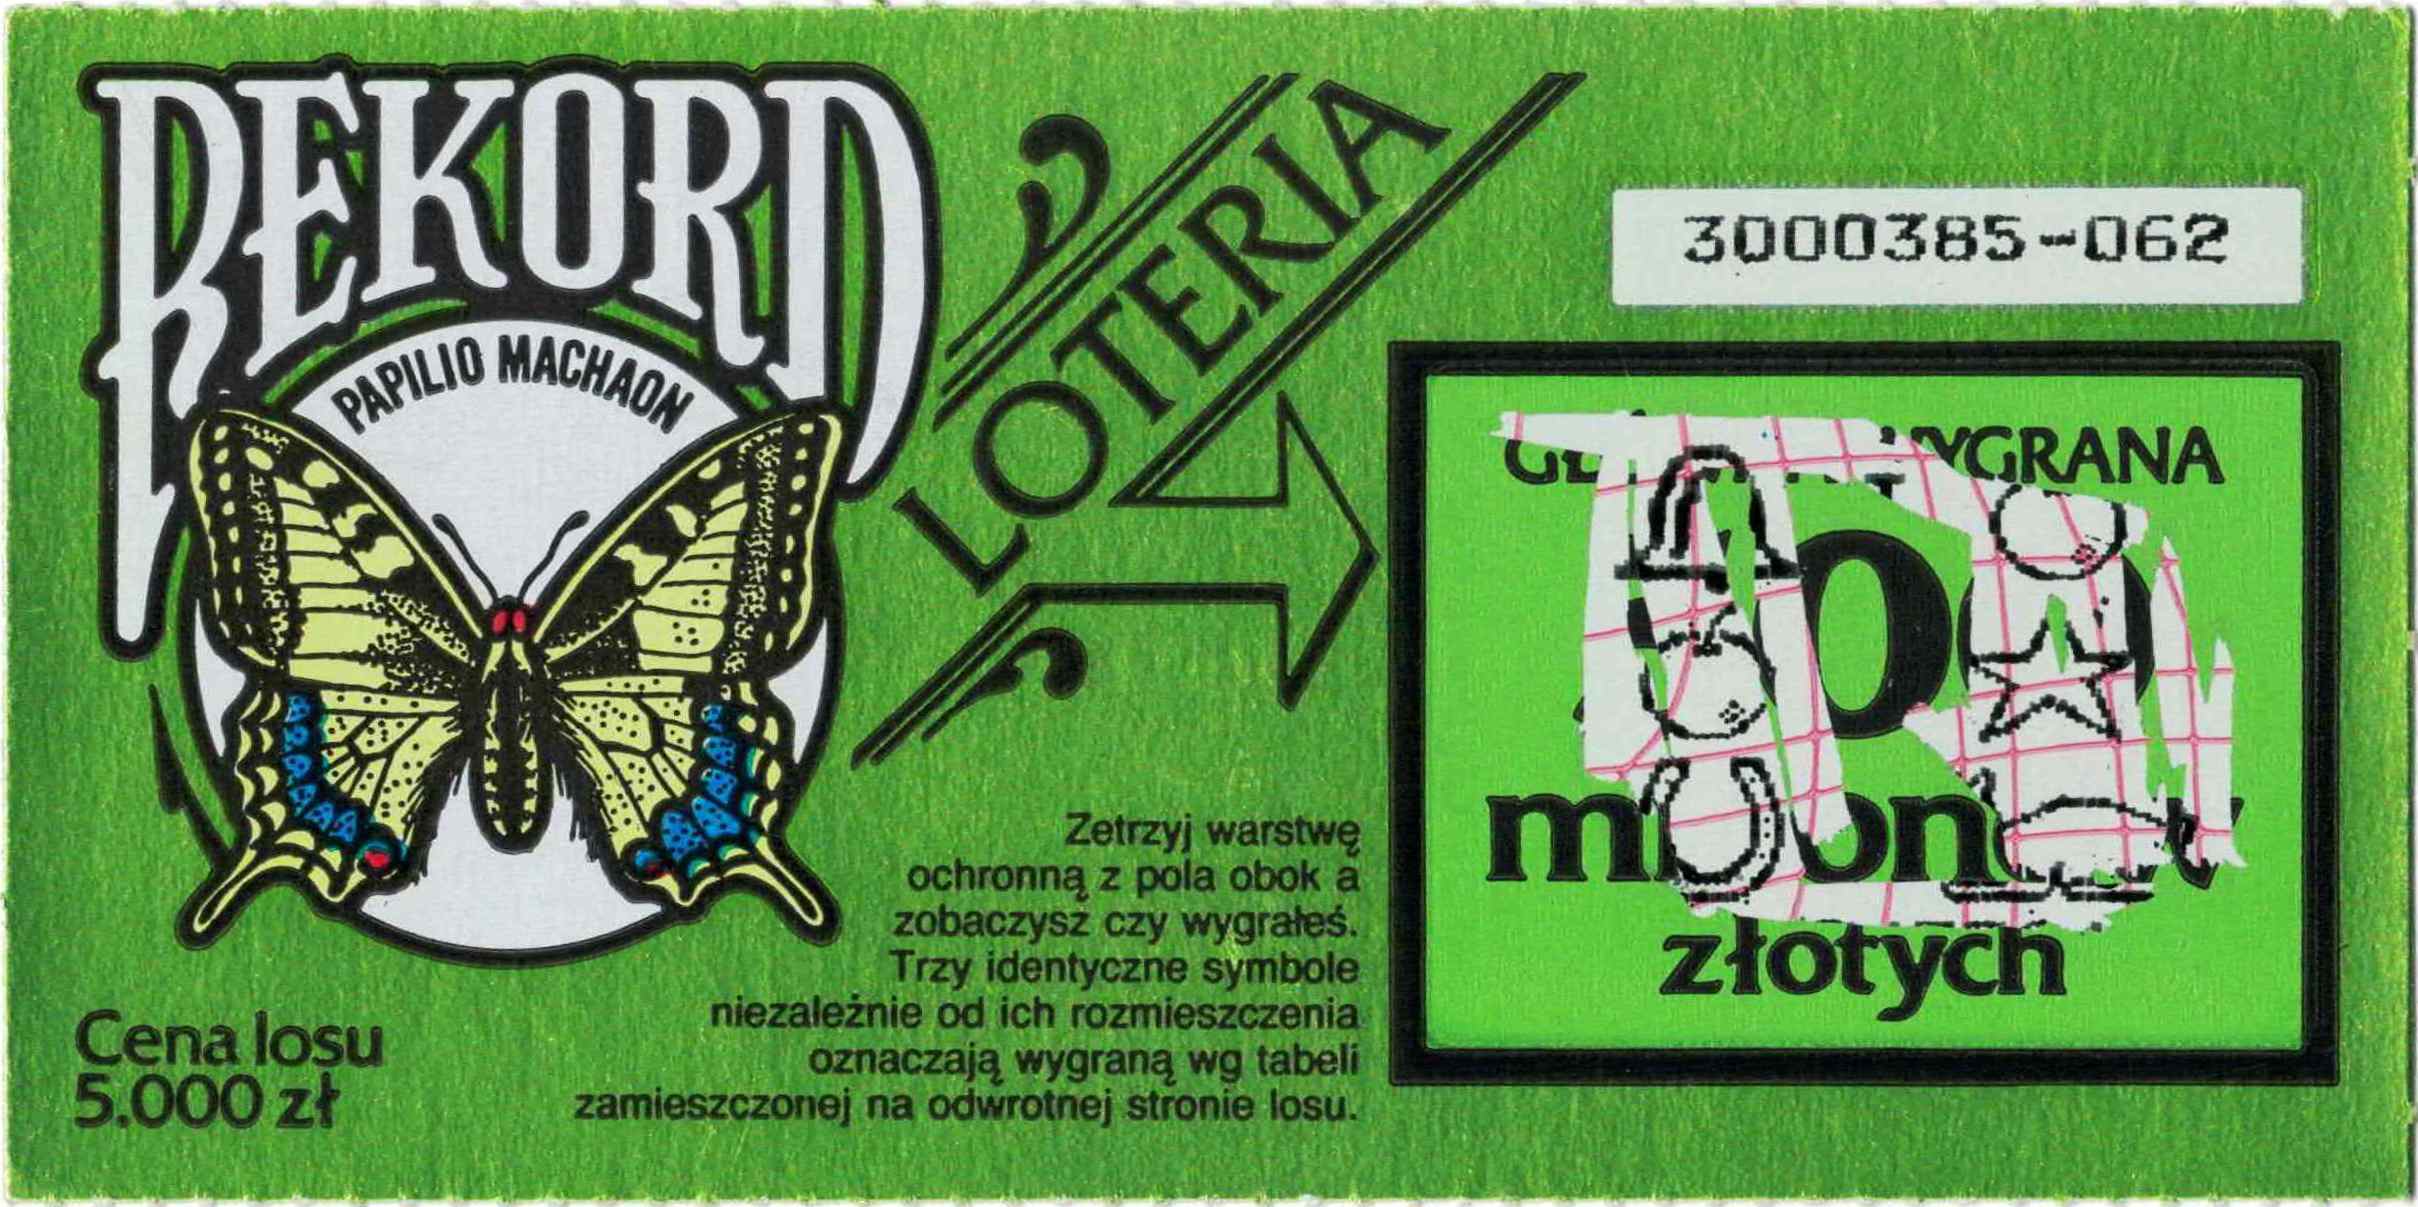 REKORD
PAPILIO MACHAON
LOTERIA
3000385-062
WYGRANA
złotych
Zetrzyj warstwę
ochronną z pola obok a
zobaczysz czy wygrałeś.
Trzy identyczne symbole
niezależnie od ich rozmieszczenia
oznaczają wygraną wg tabeli
zamieszczonej na odwrotnej stronie losu.
Cena losu
5.000 zł